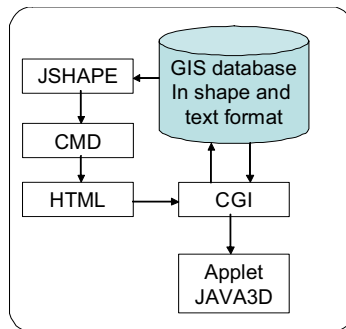 JSHAPE
GIS database
In shape and
text format
CMD
HTML
CGI
Applet
JAVA3D